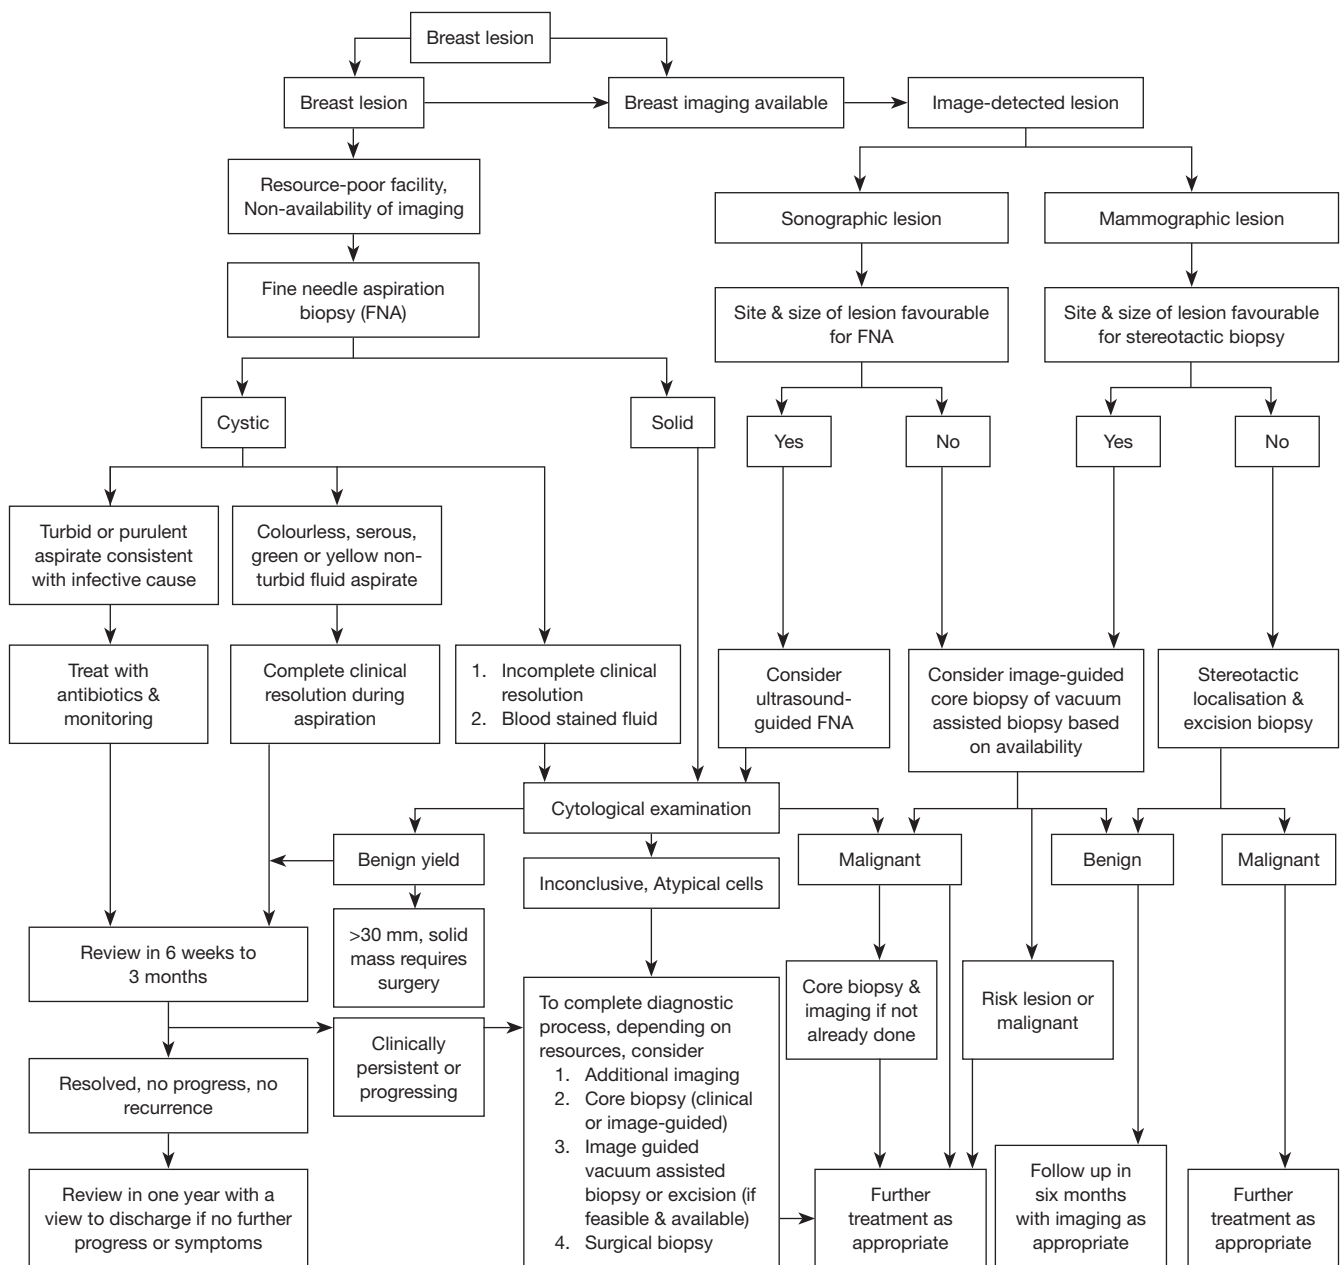 Breast lesion
Breast lesion
Breast imaging available
Image-detected lesion
Resource-poor facility,
Non-availability of imaging
Sonographic lesion
Mammographic lesion
Fine needle aspiration
biopsy (FNA)
Site & size of lesion favourable
for FNA
Site & size of lesion favourable
for stereotactic biopsy
Cystic
Solid
Yes
No
Yes
No
Turbid or purulent
aspirate consistent
with infective cause
Colourless, serous,
green or yellow non-
turbid fluid aspirate
Treat with
antibiotics &
monitoring
Complete clinical
resolution during
aspiration
1. Incomplete clinical
resolution
2. Blood stained fluid
Consider
ultrasound-
guided FNA
Consider image-guided
core biopsy of vacuum
assisted biopsy based
on availability
Stereotactic
localisation &
excision biopsy
Cytological examination
Benign yield
Inconclusive, Atypical cells
Malignant
Benign
Malignant
>30 mm, solid
mass requires
surgery
Review in 6 weeks to
3 months
Core biopsy &
imaging if not
already done
Risk lesion or
malignant
Clinically
persistent or
progressing
To complete diagnostic
process, depending on
resources, consider
1. Additional imaging
2. Core biopsy (clinical
or image-guided)
3. Image guided
vacuum assisted
biopsy or excision (if
feasible & available)
4. Surgical biopsy
Resolved, no progress, no
recurrence
Review in one year with a
view to discharge if no further
progress or symptoms
Further
treatment as
appropriate
Follow up in
six months
with imaging as
appropriate
Further
treatment as
appropriate